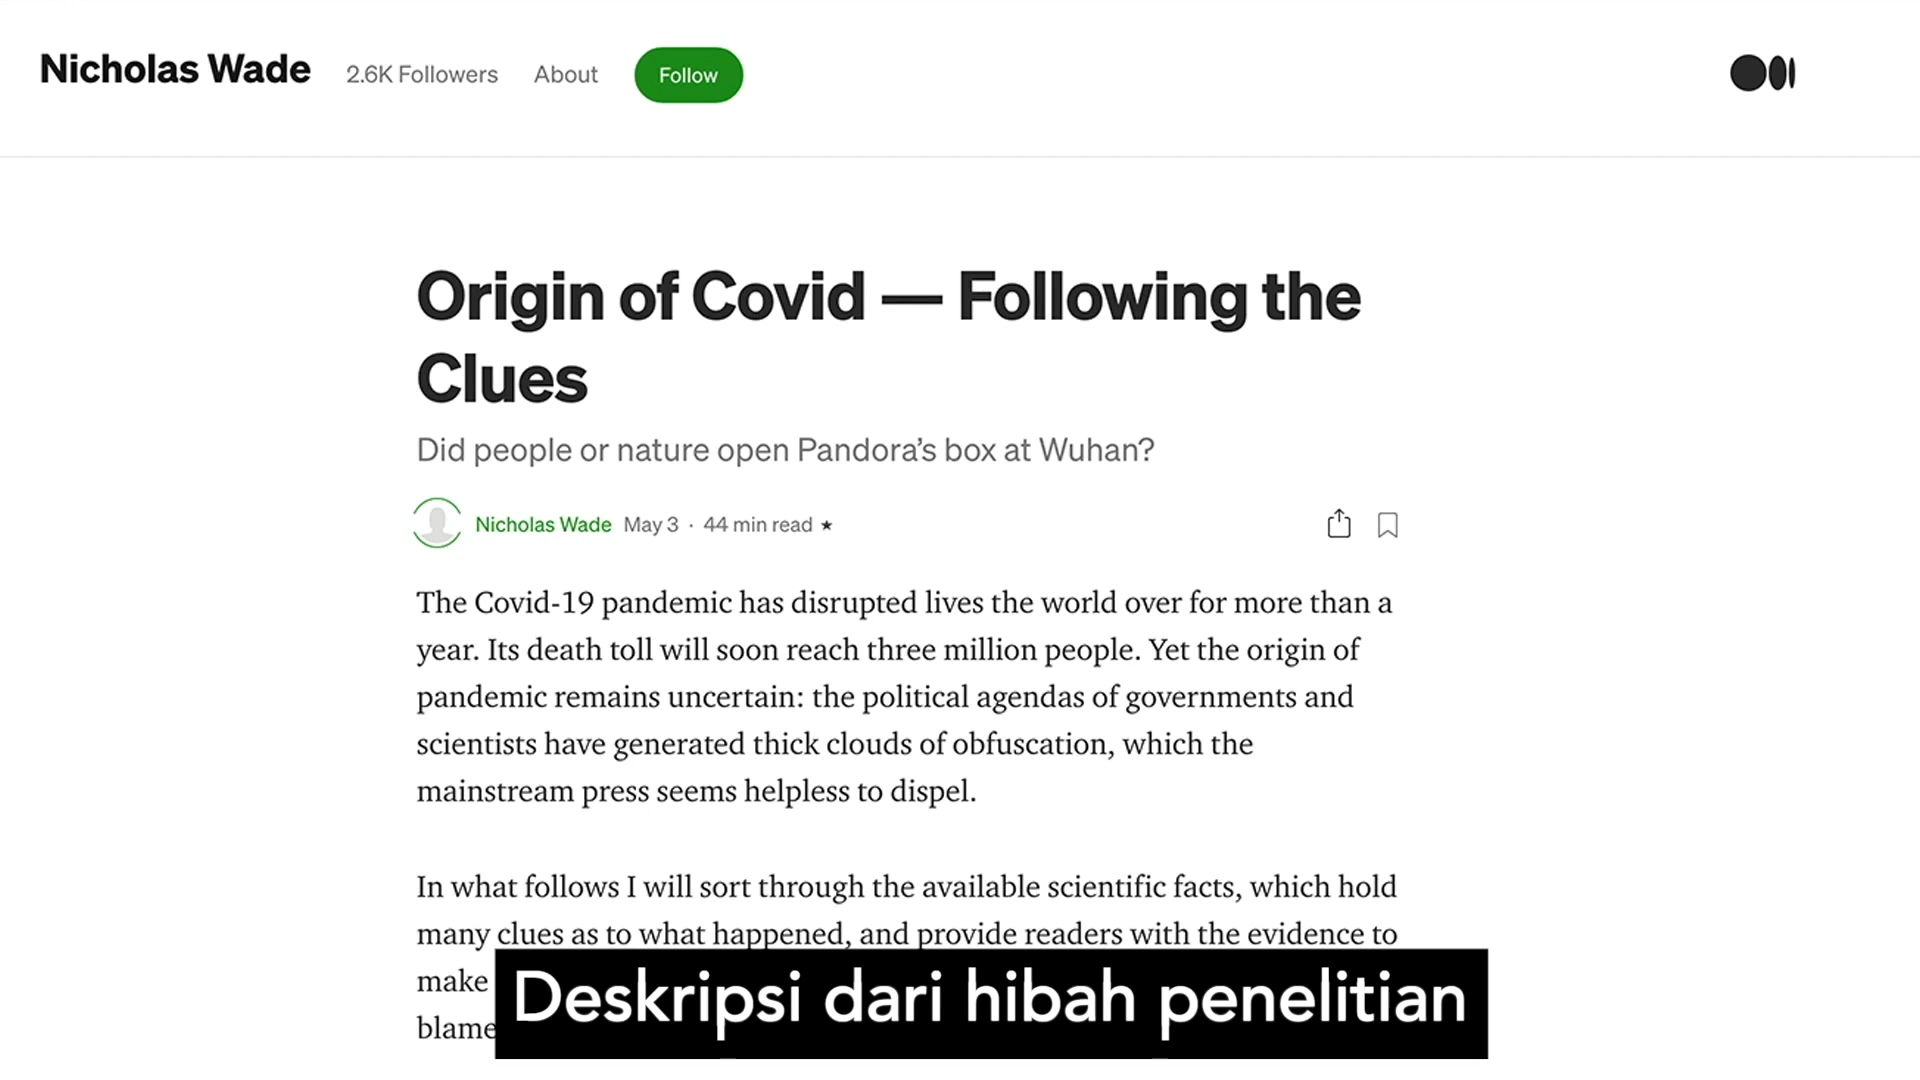 Nicholas Wade 2.6K Followers About Follow
Origin of Covid — Following the
Clues
Did people or nature open Pandora’s box at Wuhan?
Nicholas Wade May 3 · 44 min read ★
The Covid-19 pandemic has disrupted lives the world over for more than a
year. Its death toll will soon reach three million people. Yet the origin of
pandemic remains uncertain: the political agendas of governments and
scientists have generated thick clouds of obfuscation, which the
mainstream press seems helpless to dispel.
In what follows I will sort through the available scientific facts, which hold
many clues as to what happened, and provide readers with the evidence to
make
blame
Deskripsi dari hibah penelitian